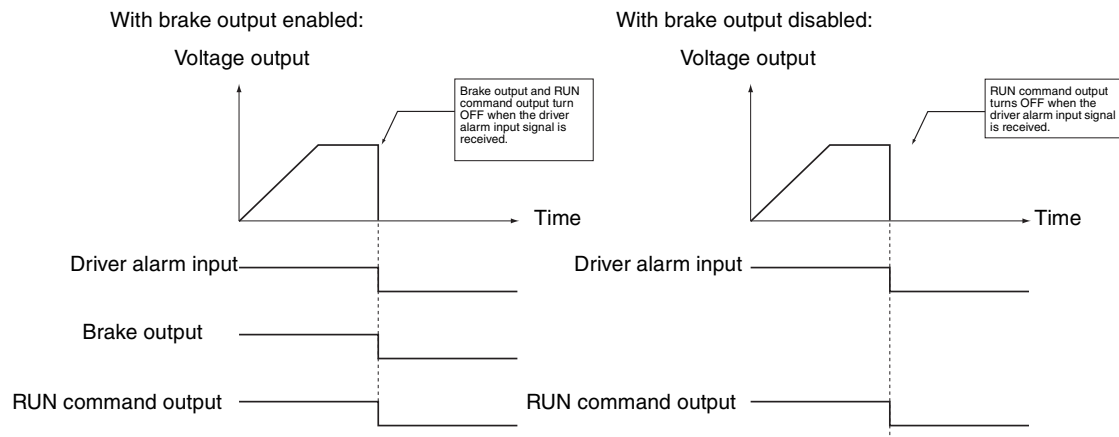 With brake output enabled:
Voltage output
Brake output and RUN
command output turn
OFF when the driver
alarm input signal is
received.
Time
Driver alarm input
Brake output
RUN command output
With brake output disabled:
Voltage output
RUN command output
turns OFF when the
driver alarm input signal
is received.
Time
Driver alarm input
RUN command output